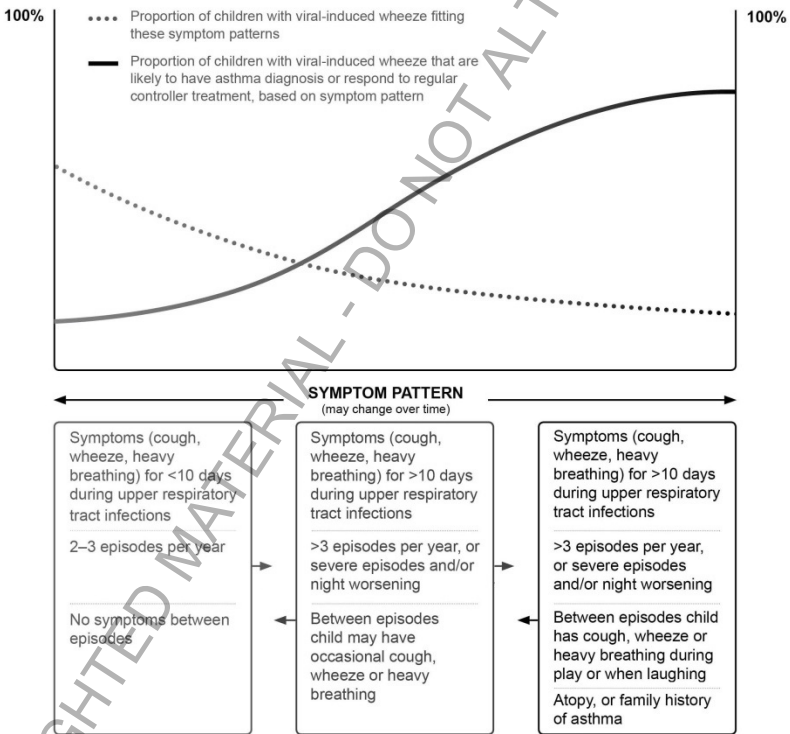 100%
100%
Proportion of children with viral-induced wheeze fitting
these symptom patterns
Proportion of children with viral-induced wheeze that are
likely to have asthma diagnosis or respond to regular
controller treatment, based on symptom pattern
SYMPTOM PATTERN
(may change over time)
Symptoms (cough,
wheeze, heavy
breathing) for <10 days
during upper respiratory
tract infections
2–3 episodes per year
No symptoms between
episodes
Symptoms (cough,
wheeze, heavy
breathing) for >10 days
during upper respiratory
tract infections
>3 episodes per year, or
severe episodes and/or
night worsening
Between episodes
child may have
occasional cough,
wheeze or heavy
breathing
Symptoms (cough,
wheeze, heavy
breathing) for >10 days
during upper respiratory
tract infections
>3 episodes per year,
or severe episodes
and/or night worsening
Between episodes child
has cough, wheeze or
heavy breathing during
play or when laughing
Atopy, or family history
of asthma
GHTED MATERIAL - DO NOT ALT